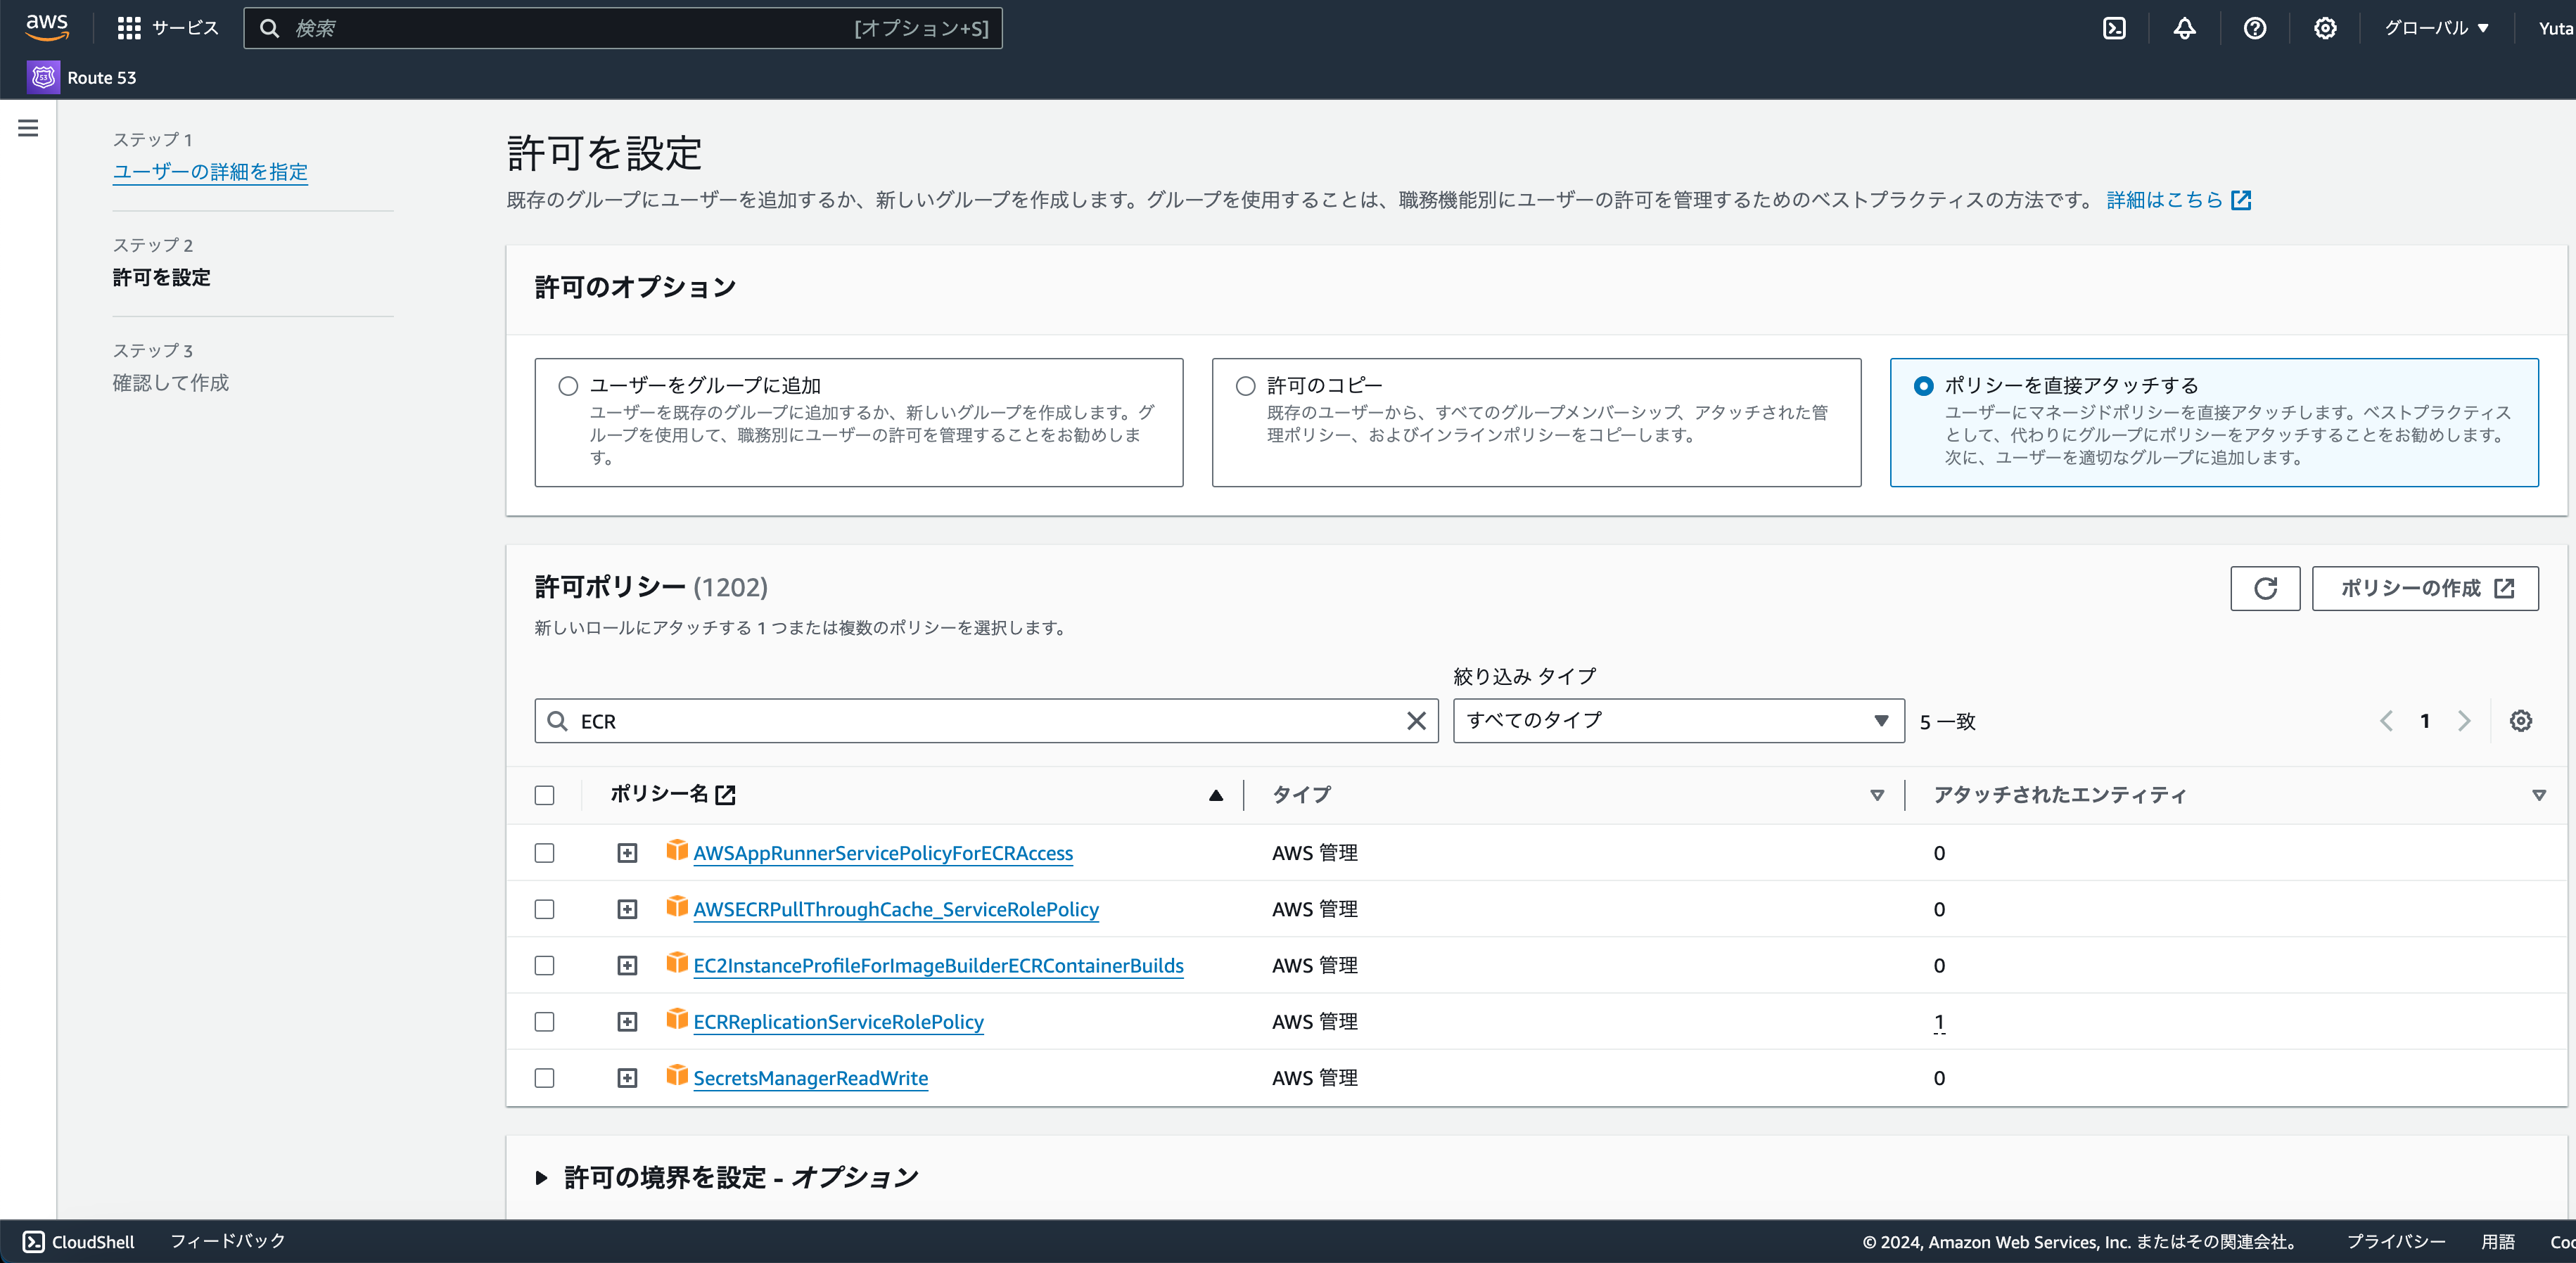 aws
サービス
検索
[オプション+S]
グローバル ▼
Yuta
Route 53
ステップ 1
ユーザーの詳細を指定
ステップ 2
許可を設定
ステップ 3
確認して作成
許可を設定
既存のグループにユーザーを追加するか、新しいグループを作成します。グループを使用することは、職務機能別にユーザーの許可を管理するためのベストプラクティスの方法です。 詳細はこちら
許可のオプション
ユーザーをグループに追加
ユーザーを既存のグループに追加するか、新しいグループを作成します。グ
ループを使用して、職務別にユーザーの許可を管理することをお勧めしま
す。
許可のコピー
既存のユーザーから、すべてのグループメンバーシップ、アタッチされた管
理ポリシー、およびインラインポリシーをコピーします。
ポリシーを直接アタッチする
ユーザーにマネージドポリシーを直接アタッチします。ベストプラクティス
として、代わりにグループにポリシーをアタッチすることをお勧めします。
次に、ユーザーを適切なグループに追加します。
許可ポリシー (1202)
ポリシーの作成
新しいロールにアタッチする 1 つまたは複数のポリシーを選択します。
絞り込み タイプ
ECR
すべてのタイプ
5 一致
1
ポリシー名
タイプ
アタッチされたエンティティ
AWSAppRunnerServicePolicyForECRAccess
AWS 管理
0
AWSECRPullThroughCache_ServiceRolePolicy
AWS 管理
0
EC2InstanceProfileForImageBuilderECRContainerBuilds
AWS 管理
0
ECRReplicationServiceRolePolicy
AWS 管理
1
SecretsManagerReadWrite
AWS 管理
0
許可の境界を設定 - オプション
CloudShell
フィードバック
© 2024, Amazon Web Services, Inc. またはその関連会社。
プライバシー
用語
Coo